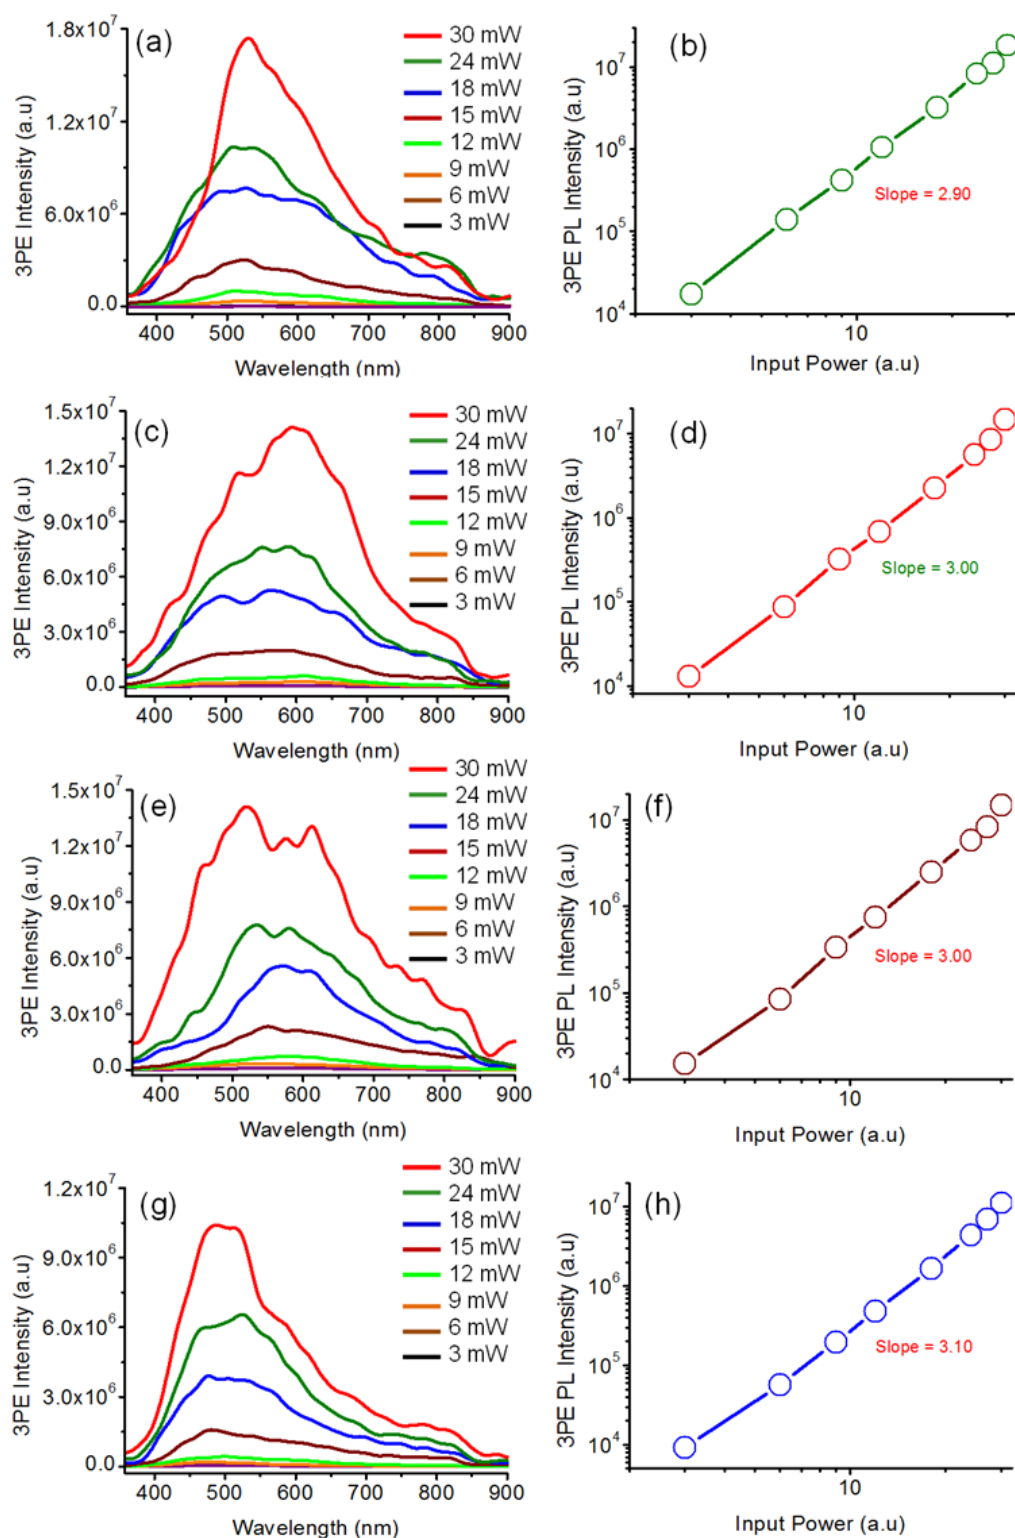 (a)
3PE Intensity (a.u)
1.8x10⁷
1.2x10⁷
6.0x10⁶
0.0
400 500 600 700 800 900
Wavelength (nm)
30 mW
24 mW
18 mW
15 mW
12 mW
9 mW
6 mW
3 mW
(b)
3PE PL Intensity (a.u)
10⁷
10⁶
10⁵
10⁴
10
Input Power (a.u)
Slope = 2.90
(c)
3PE Intensity (a.u)
1.5x10⁷
1.2x10⁷
9.0x10⁶
6.0x10⁶
3.0x10⁶
0.0
400 500 600 700 800 900
Wavelength (nm)
30 mW
24 mW
18 mW
15 mW
12 mW
9 mW
6 mW
3 mW
(d)
3PE PL Intensity (a.u)
10⁷
10⁶
10⁵
10⁴
10
Input Power (a.u)
Slope = 3.00
(e)
3PE Intensity (a.u)
1.5x10⁷
1.2x10⁷
9.0x10⁶
6.0x10⁶
3.0x10⁶
0.0
400 500 600 700 800 900
Wavelength (nm)
30 mW
24 mW
18 mW
15 mW
12 mW
9 mW
6 mW
3 mW
(f)
3PE PL Intensity (a.u)
10⁷
10⁶
10⁵
10⁴
10
Input Power (a.u)
Slope = 3.00
(g)
3PE Intensity (a.u)
1.2x10⁷
9.0x10⁶
6.0x10⁶
3.0x10⁶
0.0
400 500 600 700 800 900
Wavelength (nm)
30 mW
24 mW
18 mW
15 mW
12 mW
9 mW
6 mW
3 mW
(h)
3PE PL Intensity (a.u)
10⁷
10⁶
10⁵
10⁴
10
Input Power (a.u)
Slope = 3.10